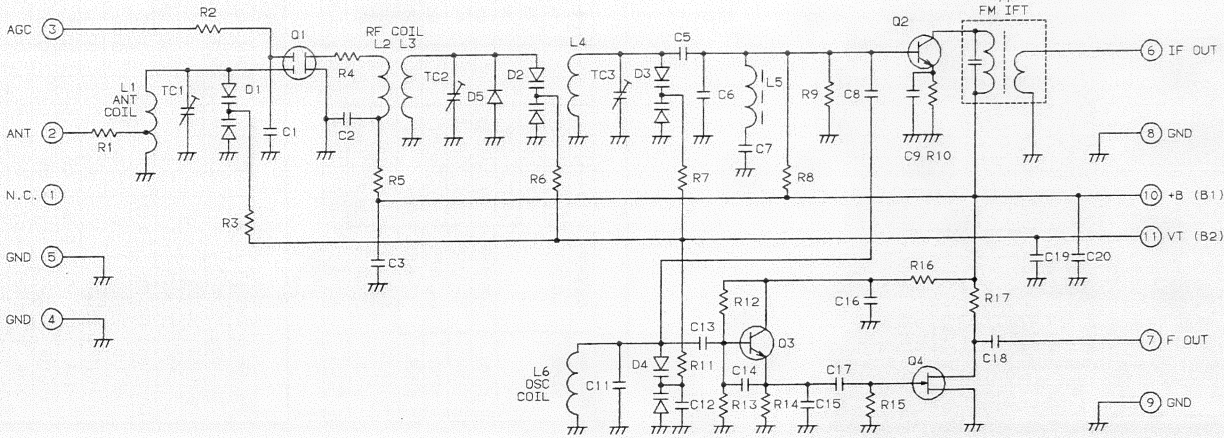 FM IFT
AGC 3
R2
Q1
RF COIL
L2 L3
R4
L4
C5
Q2
6 IF OUT
L1
ANT
COIL
TC1
D1
TC2
D5
D2
TC3
D3
C6
L5
R9
C8
ANT 2
R1
C1
C2
C7
C9 R10
8 GND
N.C. 1
R3
R5
R6
R7
R8
10 +B (B1)
11 VT (B2)
GND 5
C3
C19
C20
GND 4
R12
C16
R16
R17
C13
Q3
7 F OUT
C18
L6
OSC
COIL
C11
D4
R11
C12
C14
R13
R14
C15
C17
R15
Q4
9 GND